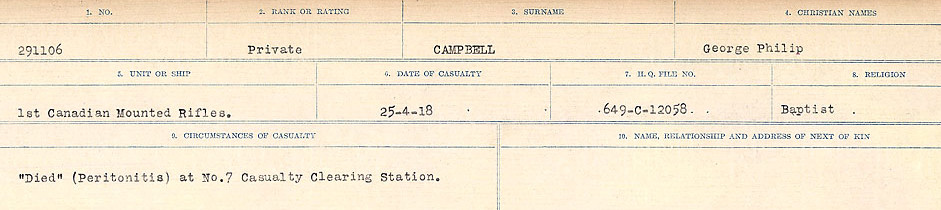 1. NO. 2. RANK OR RATING 3. SURNAME 4. CHRISTIAN NAMES
291106 Private CAMPBELL George Philip
5. UNIT OR SHIP 6. DATE OF CASUALTY 7. H.Q. FILE NO. 8. RELIGION
1st Canadian Mounted Rifles. 25-4-18 649-C-12058. Baptist .
9. CIRCUMSTANCES OF CASUALTY 10. NAME, RELATIONSHIP AND ADDRESS OF NEXT OF KIN
"Died" (Peritonitis) at No.7 Casualty Clearing Station.